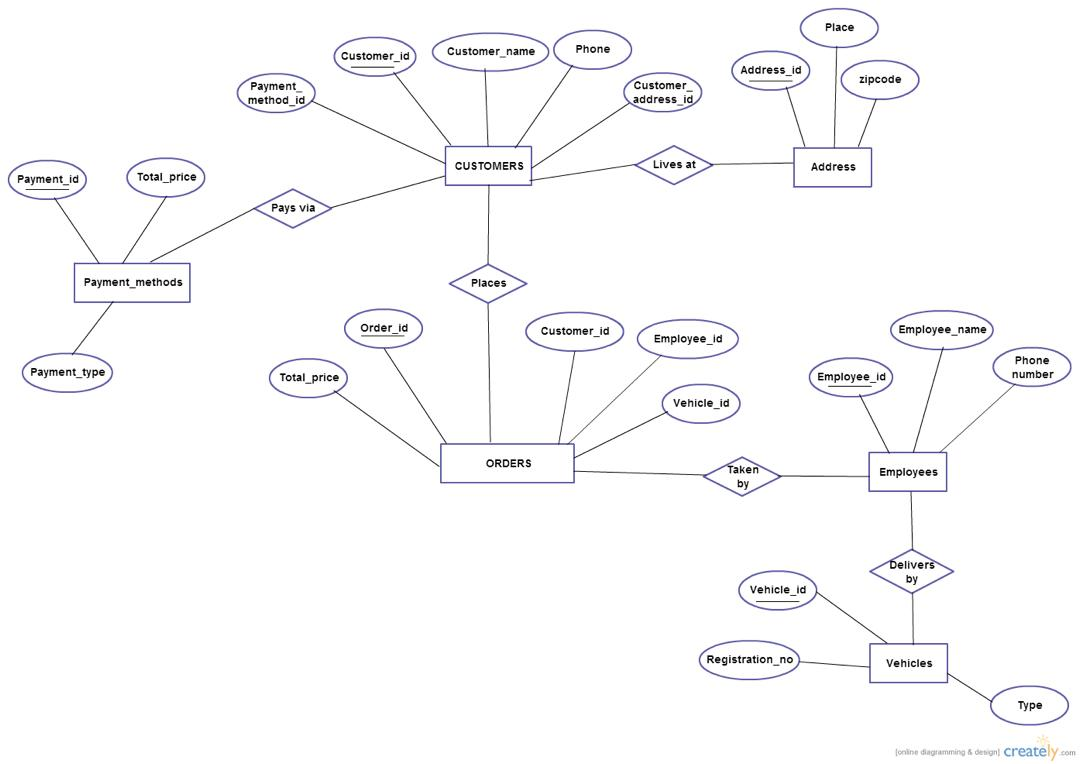 Place
Customer_id
Customer_name
Phone
Address_id
zipcode
Payment_
method_id
Customer_
address_id
CUSTOMERS
Lives at
Address
Payment_id
Total_price
Pays via
Payment_methods
Places
Payment_type
Order_id
Customer_id
Employee_id
Employee_name
Total_price
Vehicle_id
Employee_id
Phone
number
ORDERS
Taken
by
Employees
Delivers
by
Vehicle_id
Registration_no
Vehicles
Type
[online diagramming & design] creately.com